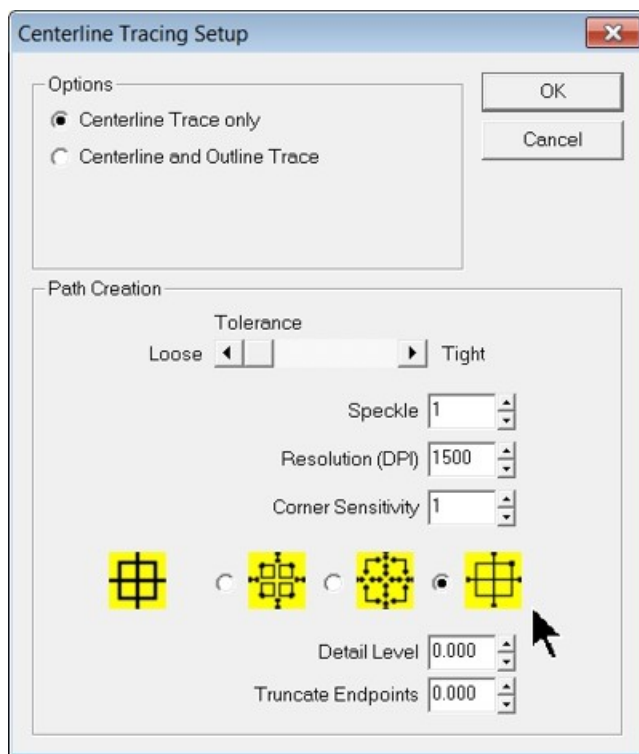 Centerline Tracing Setup
Options
Centerline Trace only
Centerline and Outline Trace
OK
Cancel
Path Creation
Tolerance
Loose Tight
Speckle 1
Resolution (DPI) 1500
Corner Sensitivity 1
Detail Level 0.000
Truncate Endpoints 0.000